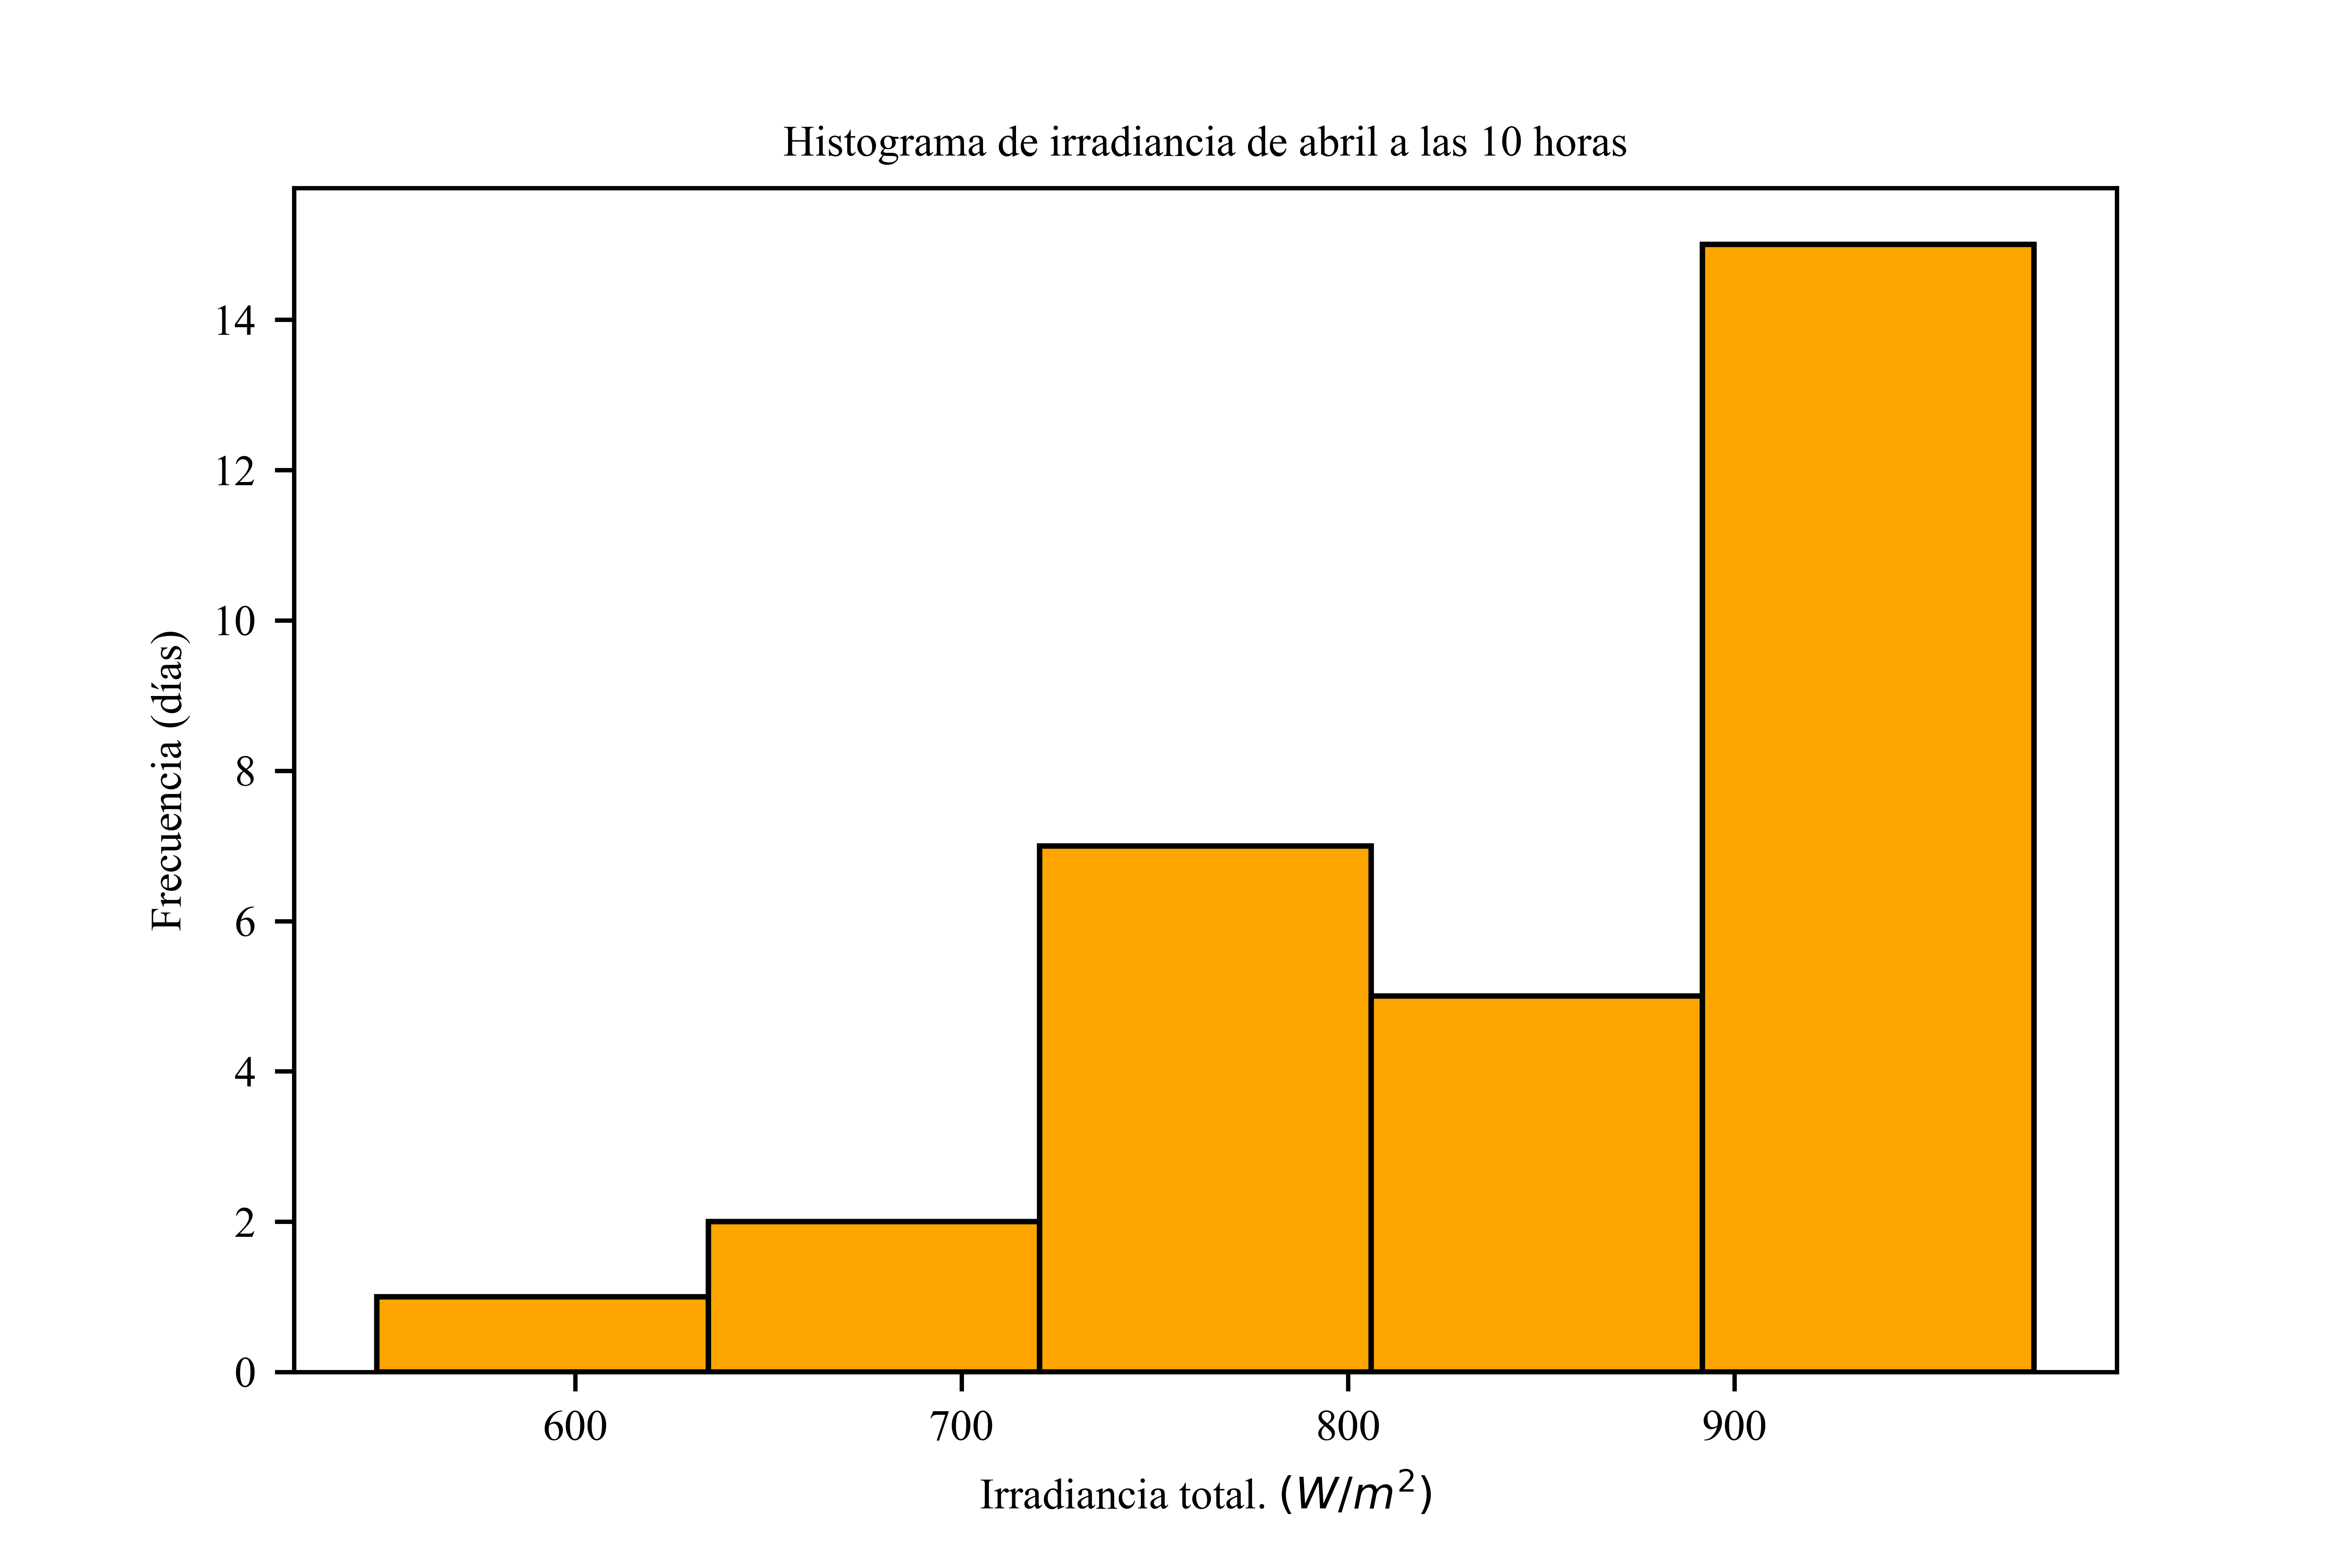 Histograma de irradiancia de abril a las 10 horas
Frecuencia (días)
14
12
10
8
6
4
2
0
600 700 800 900
Irradiancia total. (W/m²)